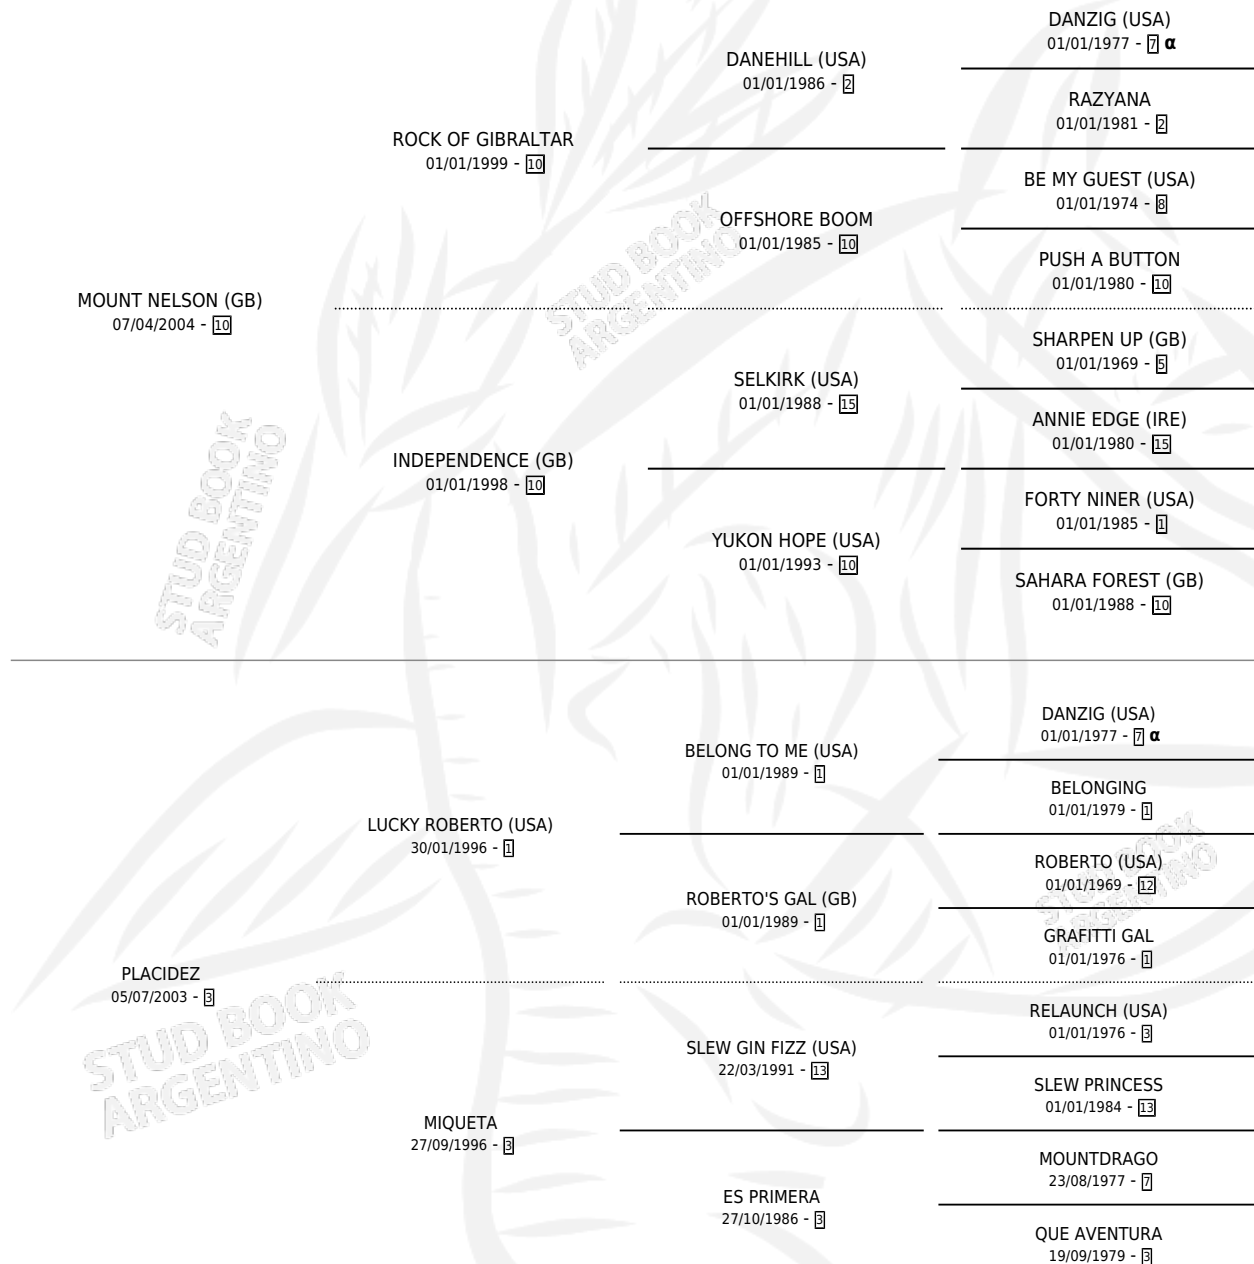 DANZIG (USA)
01/01/1977 - 7 α
DANEHILL (USA)
01/01/1986 - 2
RAZYANA
01/01/1981 - 2
ROCK OF GIBRALTAR
01/01/1999 - 10
BE MY GUEST (USA)
01/01/1974 - 8
OFFSHORE BOOM
01/01/1985 - 10
PUSH A BUTTON
01/01/1980 - 10
MOUNT NELSON (GB)
07/04/2004 - 10
STUD BOOK
ARGENTINO
SHARPEN UP (GB)
01/01/1969 - 5
SELKIRK (USA)
01/01/1988 - 15
ANNIE EDGE (IRE)
01/01/1980 - 15
INDEPENDENCE (GB)
01/01/1998 - 10
FORTY NINER (USA)
01/01/1985 - 1
YUKON HOPE (USA)
01/01/1993 - 10
SAHARA FOREST (GB)
01/01/1988 - 10
STUD BOOK
ARGENTINO
DANZIG (USA)
01/01/1977 - 7 α
BELONG TO ME (USA)
01/01/1989 - 1
BELONGING
01/01/1979 - 1
LUCKY ROBERTO (USA)
30/01/1996 - 1
ROBERTO (USA)
01/01/1969 - 12
ROBERTO'S GAL (GB)
01/01/1989 - 1
GRAFITTI GAL
01/01/1976 - 1
STUD BOOK
ARGENTINO
PLACIDEZ
05/07/2003 - 3
RELAUNCH (USA)
01/01/1976 - 3
SLEW GIN FIZZ (USA)
22/03/1991 - 13
SLEW PRINCESS
01/01/1984 - 13
STUD BOOK
ARGENTINO
MIQUETA
27/09/1996 - 3
MOUNTDRAGO
23/08/1977 - 7
ES PRIMERA
27/10/1986 - 3
QUE AVENTURA
19/09/1979 - 3